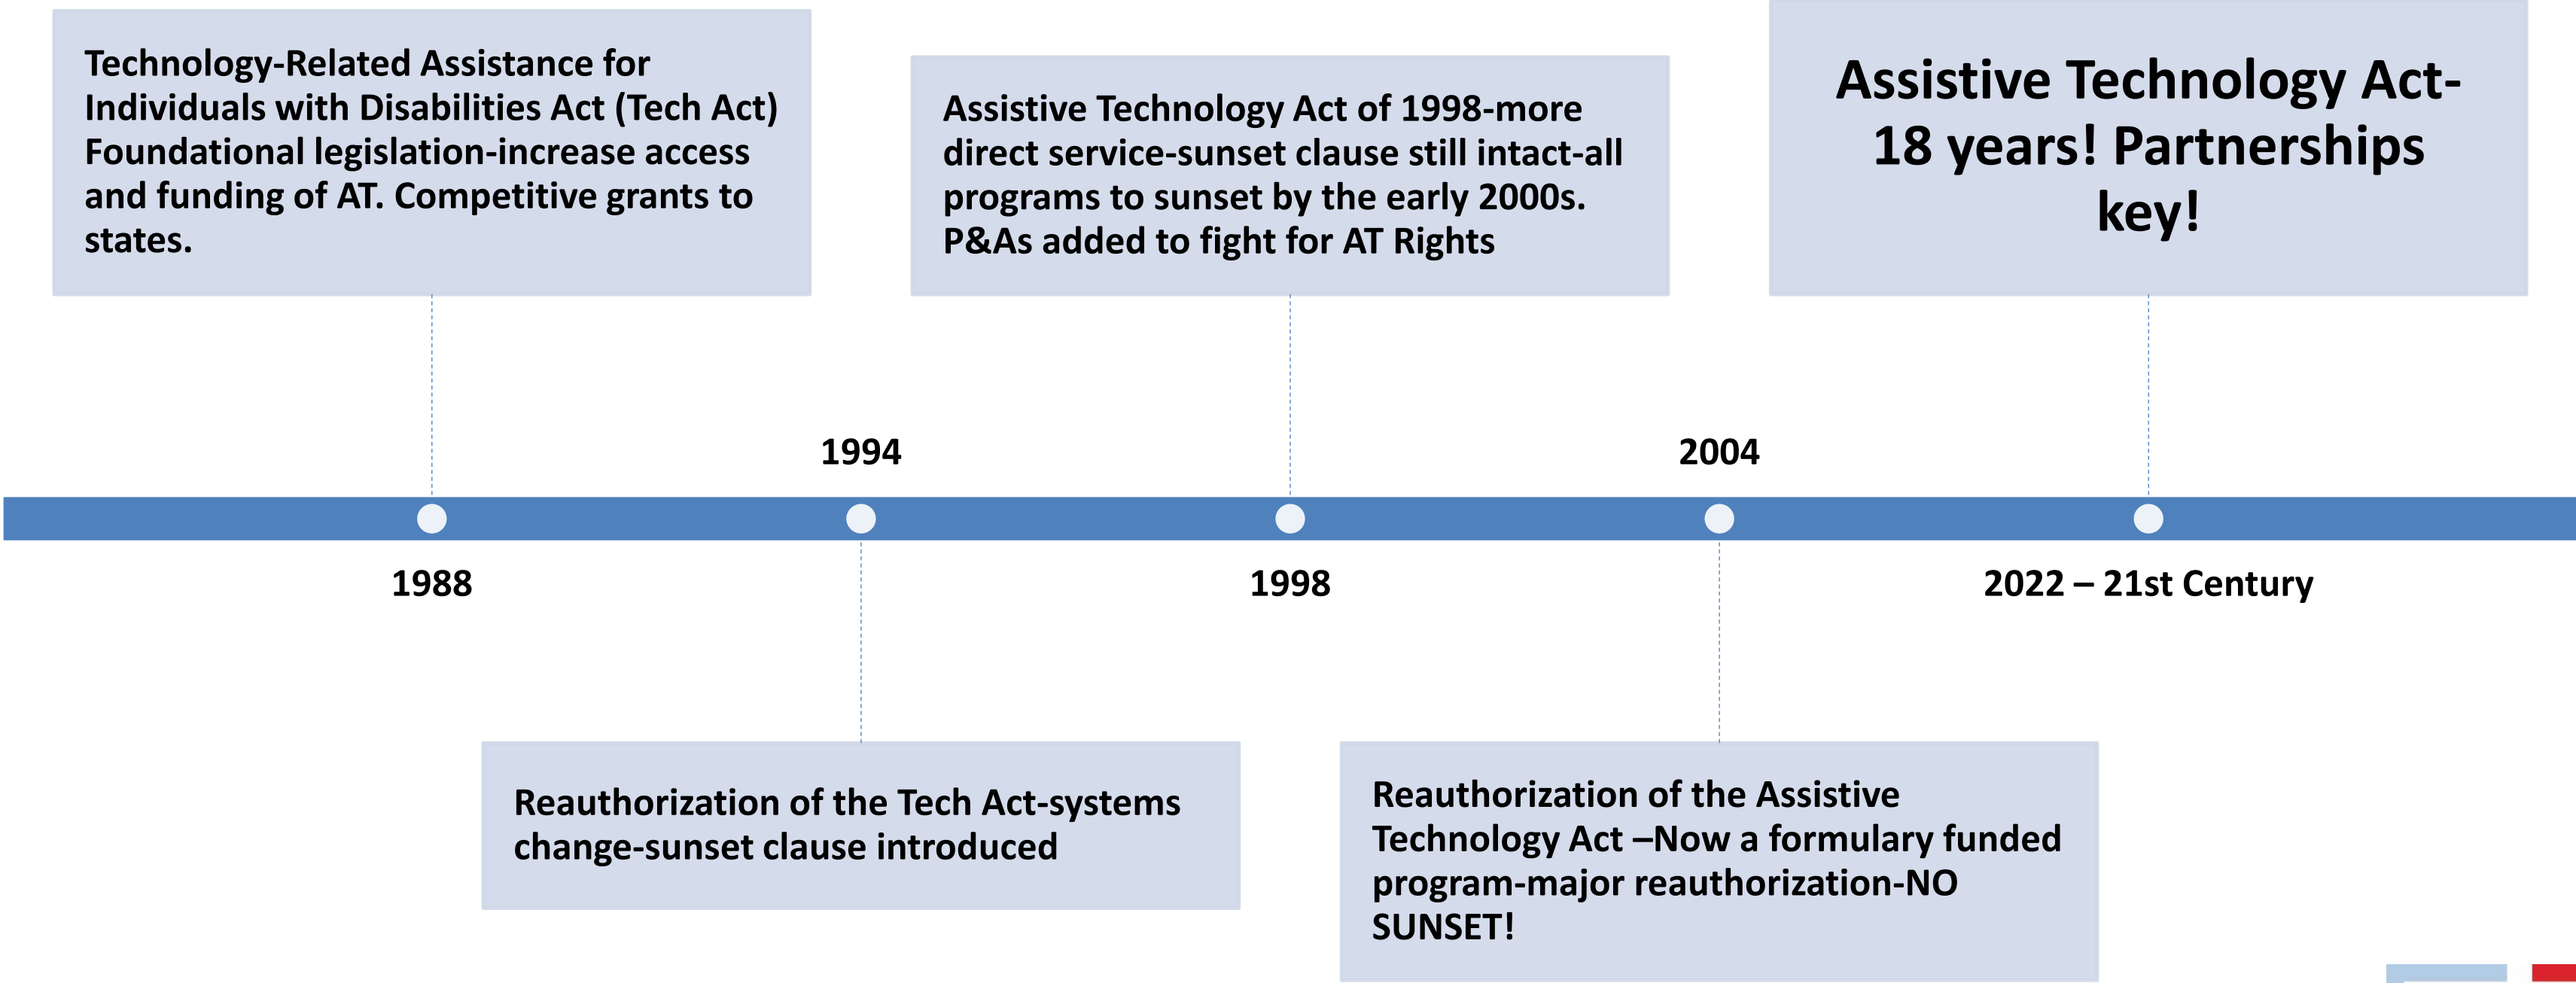 Technology-Related Assistance for
Individuals with Disabilities Act (Tech Act)
Foundational legislation-increase access
and funding of AT. Competitive grants to
states.
Assistive Technology Act of 1998-more
direct service-sunset clause still intact-all
programs to sunset by the early 2000s.
P&As added to fight for AT Rights
Assistive Technology Act-
18 years! Partnerships
key!
1994
2004
1988
1998
2022 – 21st Century
Reauthorization of the Tech Act-systems
change-sunset clause introduced
Reauthorization of the Assistive
Technology Act –Now a formulary funded
program-major reauthorization-NO
SUNSET!